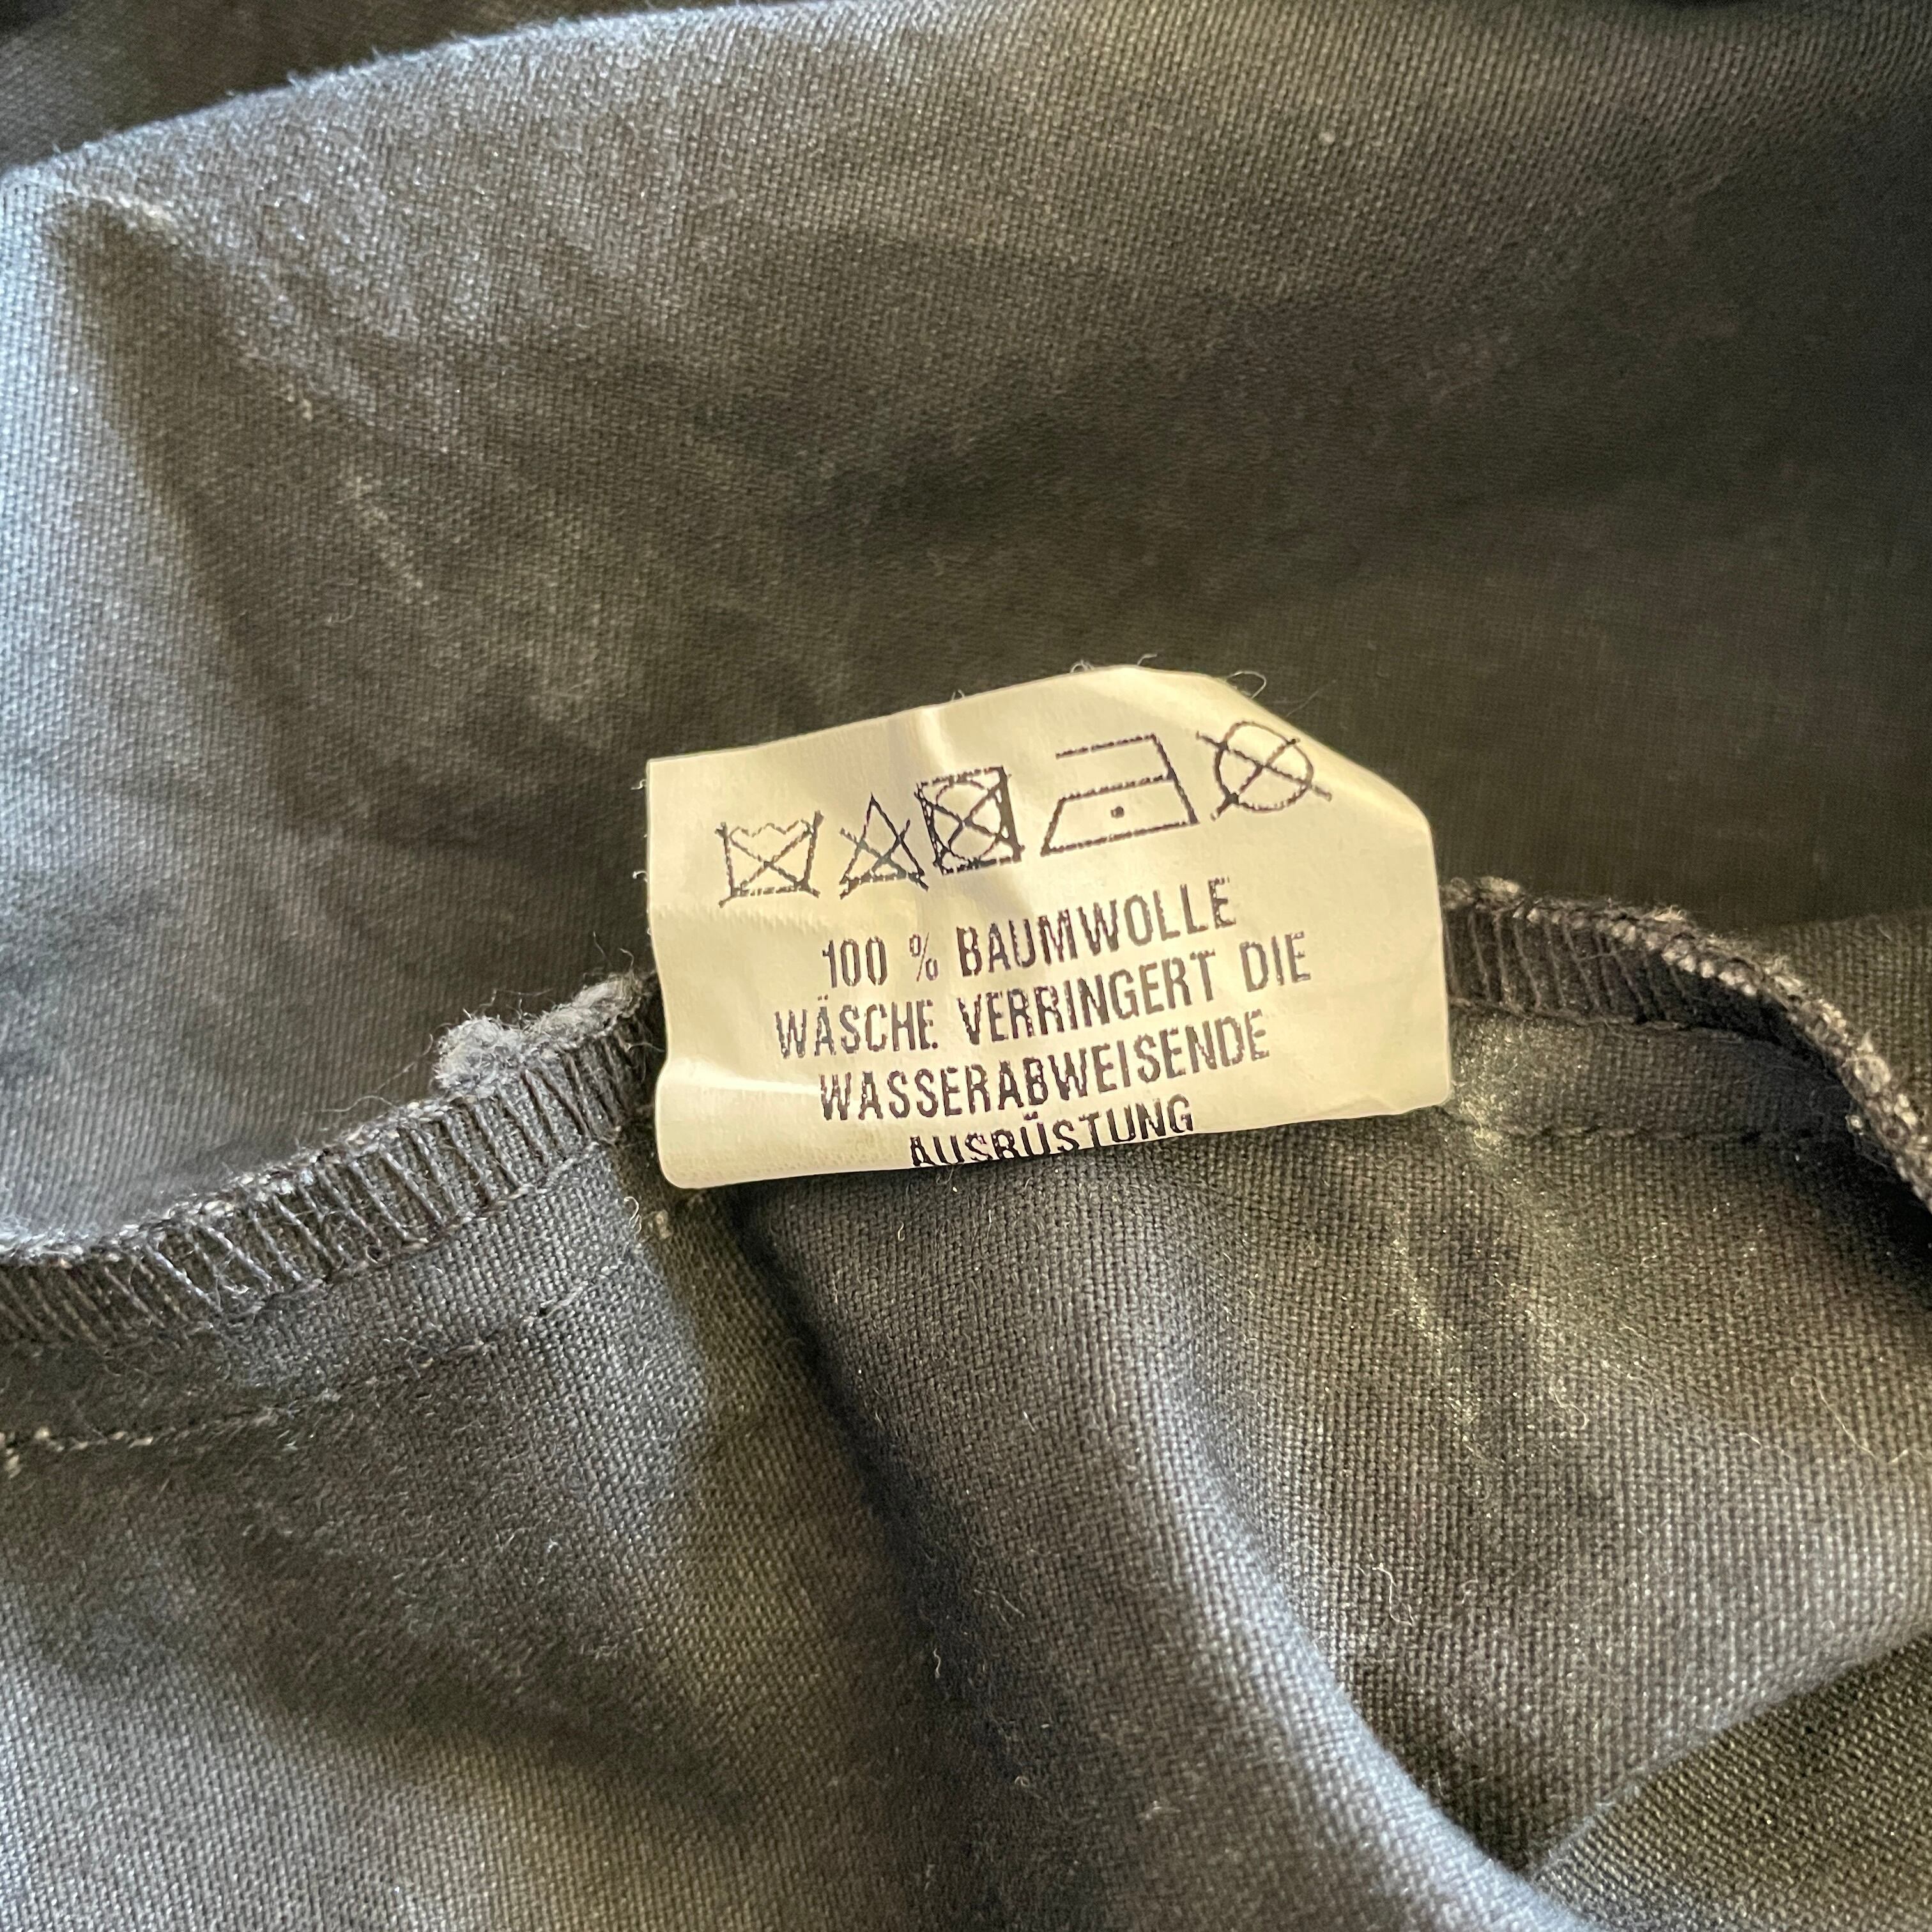 100 % BAUMWOLLE
WÄSCHE VERRINGERT DIE
WASSERABWEISENDE
AUSRÜSTUNG